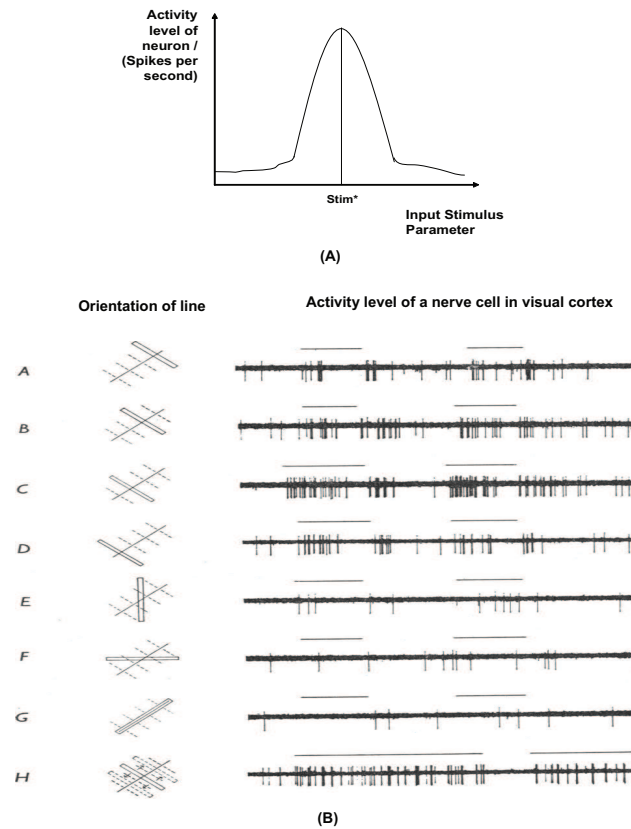 Activity
level of
neuron /
(Spikes per
second)
Stim*
Input Stimulus
Parameter
(A)
Orientation of line Activity level of a nerve cell in visual cortex
A
B
C
D
E
F
G
H
(B)